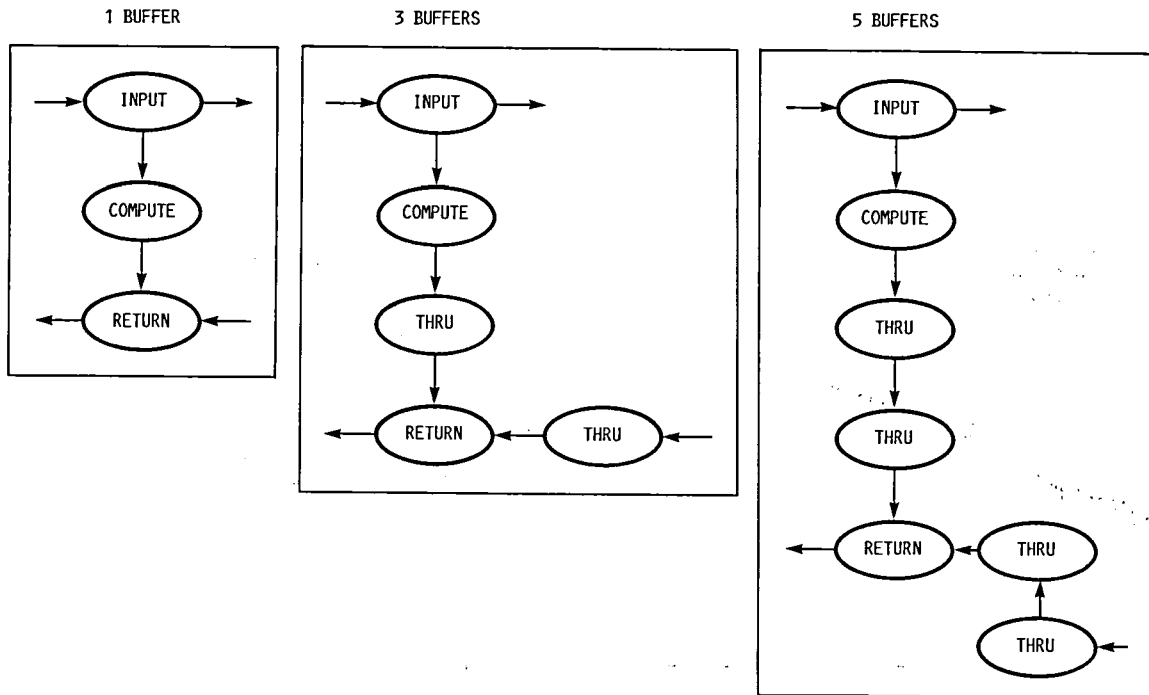 1 BUFFER
INPUT
COMPUTE
RETURN
3 BUFFERS
INPUT
COMPUTE
THRU
RETURN
THRU
5 BUFFERS
INPUT
COMPUTE
THRU
THRU
RETURN
THRU
THRU